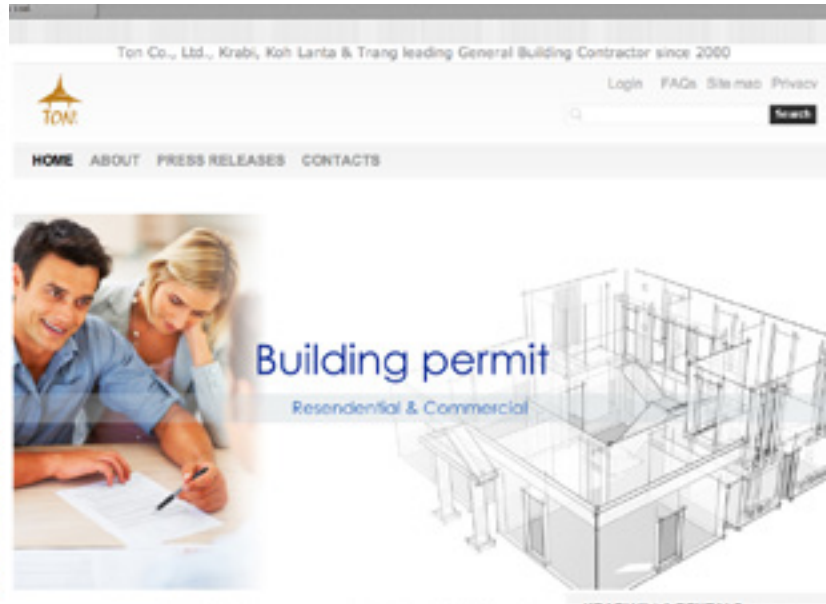 Ton Co., Ltd., Krabi, Koh Lanta & Trang leading General Building Contractor since 2000
Login FAQs Site map Privacy
TON
Search
HOME ABOUT PRESS RELEASES CONTACTS
Building permit
Resendential & Commercial